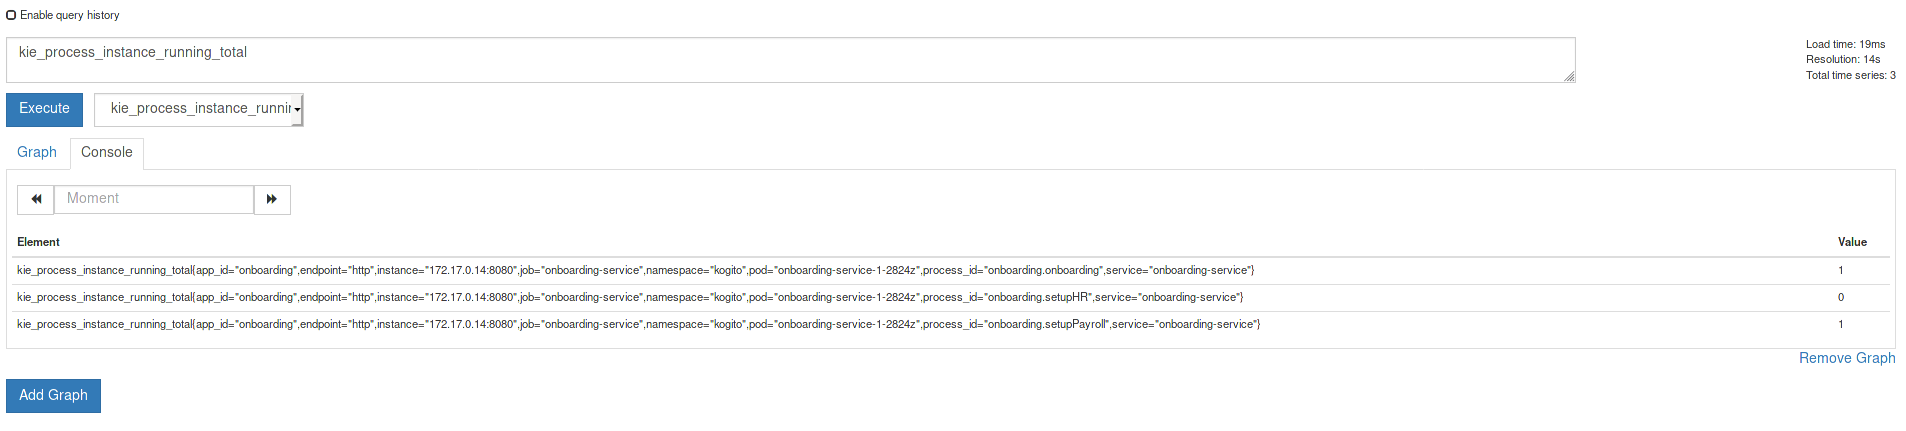 Enable query history
kie_process_instance_running_total
Load time: 19ms
Resolution: 14s
Total time series: 3
Execute
kie_process_instance_runnin
Graph
Console
Moment
Element
Value
kie_process_instance_running_total{app_id="onboarding",endpoint="http",instance="172.17.0.14:8080",job="onboarding-service",namespace="kogito",pod="onboarding-service-1-2824z",process_id="onboarding.onboarding",service="onboarding-service"} 1
kie_process_instance_running_total{app_id="onboarding",endpoint="http",instance="172.17.0.14:8080",job="onboarding-service",namespace="kogito",pod="onboarding-service-1-2824z",process_id="onboarding.setupHR",service="onboarding-service"} 0
kie_process_instance_running_total{app_id="onboarding",endpoint="http",instance="172.17.0.14:8080",job="onboarding-service",namespace="kogito",pod="onboarding-service-1-2824z",process_id="onboarding.setupPayroll",service="onboarding-service"} 1
Remove Graph
Add Graph